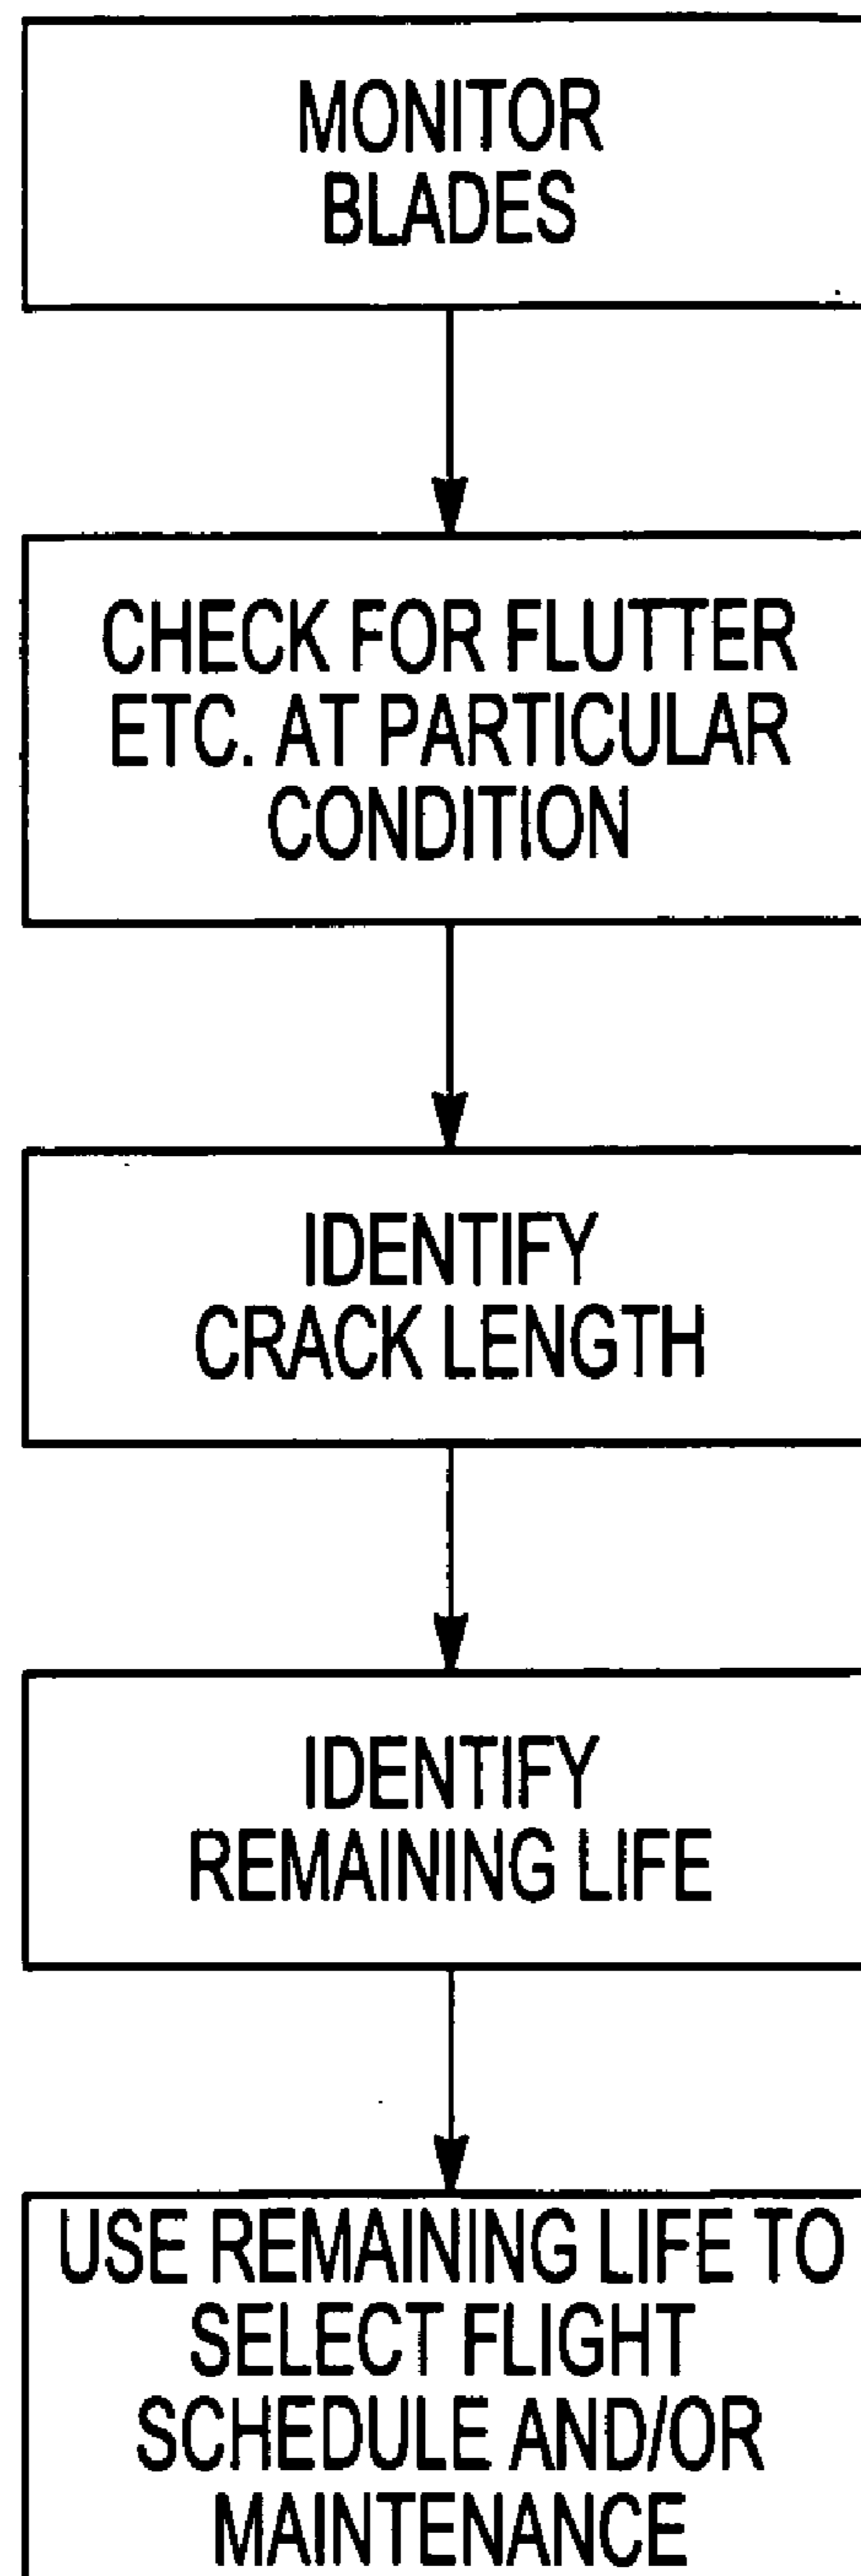 MONITOR
BLADES
CHECK FOR FLUTTER
ETC. AT PARTICULAR
CONDITION
IDENTIFY
CRACK LENGTH
IDENTIFY
REMAINING LIFE
USE REMAINING LIFE TO
SELECT FLIGHT
SCHEDULE AND/OR
MAINTENANCE